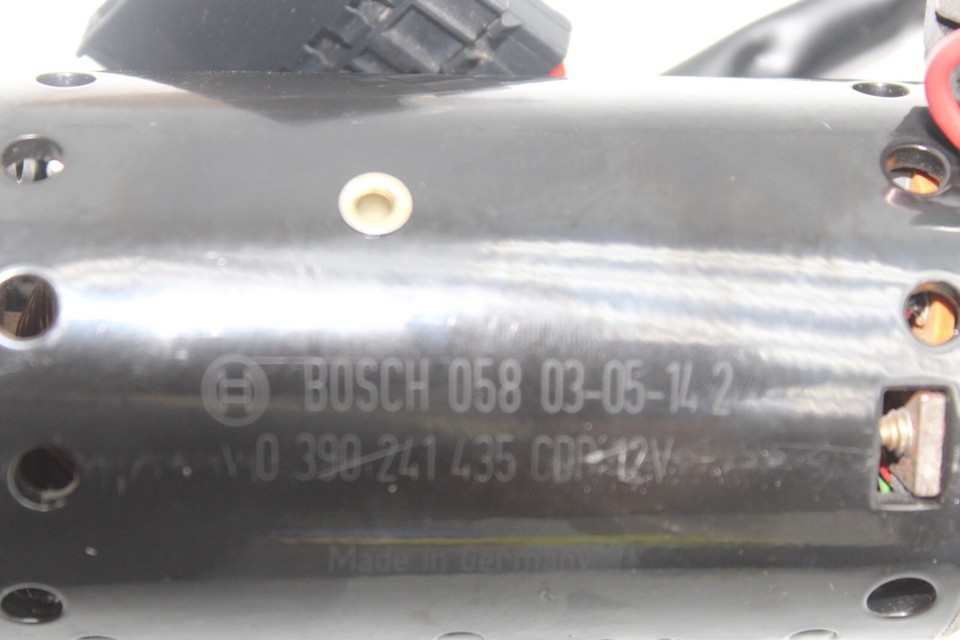 BOSCH 058 03-05-14 2
0 390 241 435 CDP 12V
Made in Germany